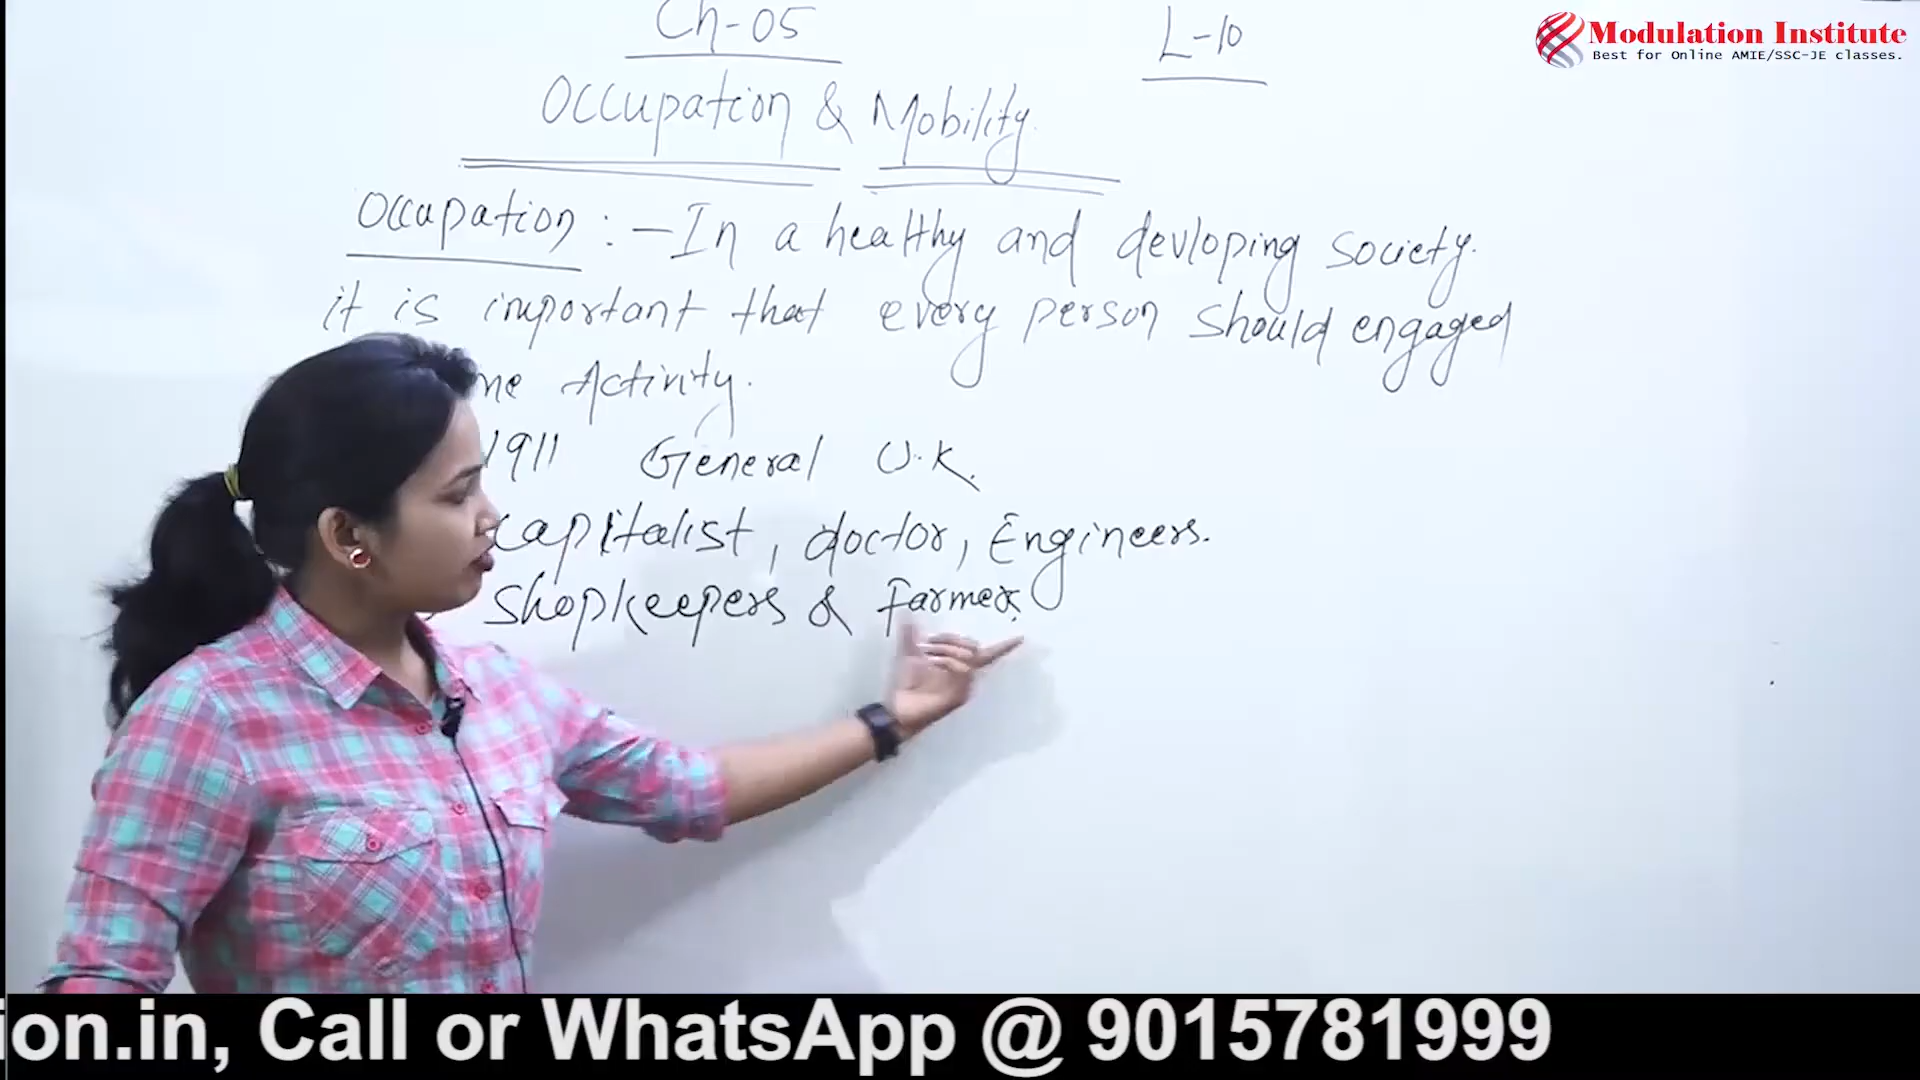 Ch-05
L-10
Modulation Institute
Best for Online AMIE/SSC-JE classes.
Occupation & Mobility.
Occupation :- In a healthy and devloping society.
it is important that every person should engaged
Activity.
1911 General U.K.
Capitalist, doctor, Engineers.
Shopkeepers & Farmers.
ion.in, Call or WhatsApp @ 9015781999